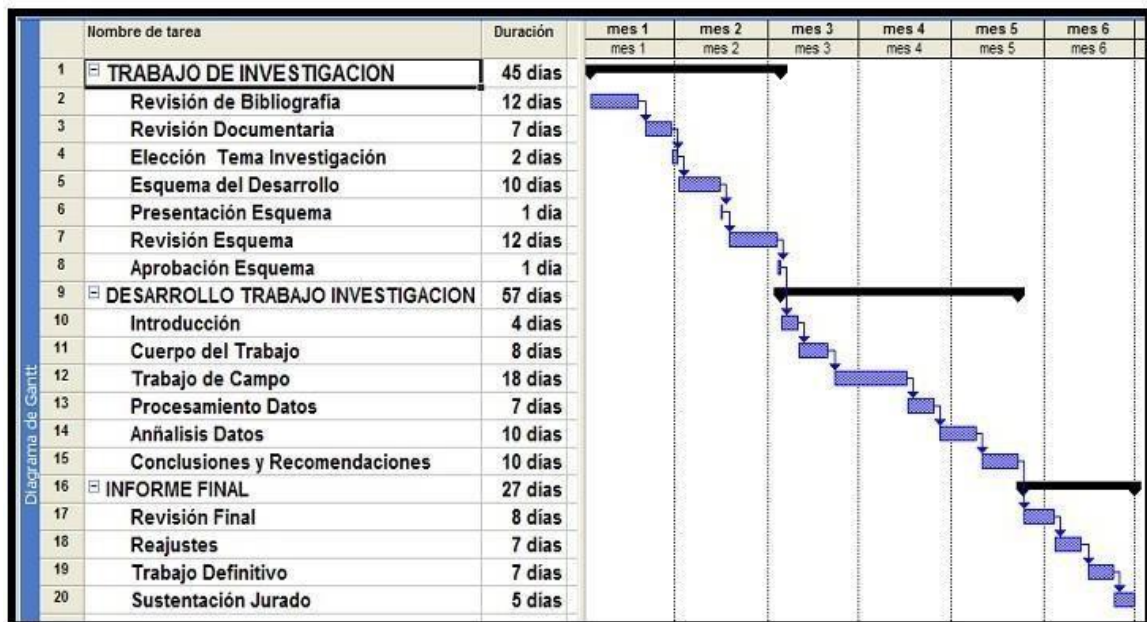 Nombre de tarea Duración mes 1 mes 2 mes 3 mes 4 mes 5 mes 6
mes 1 mes 2 mes 3 mes 4 mes 5 mes 6
1 TRABAJO DE INVESTIGACION 45 días
2 Revisión de Bibliografía 12 días
3 Revisión Documentaria 7 días
4 Elección Tema Investigación 2 días
5 Esquema del Desarrollo 10 días
6 Presentación Esquema 1 día
7 Revisión Esquema 12 días
8 Aprobación Esquema 1 día
9 DESARROLLO TRABAJO INVESTIGACION 57 días
10 Introducción 4 días
11 Cuerpo del Trabajo 8 días
12 Trabajo de Campo 18 días
13 Procesamiento Datos 7 días
14 Anñalisis Datos 10 días
15 Conclusiones y Recomendaciones 10 días
16 INFORME FINAL 27 días
17 Revisión Final 8 días
18 Reajustes 7 días
19 Trabajo Definitivo 7 días
20 Sustentación Jurado 5 días
Diagrama de Gantt